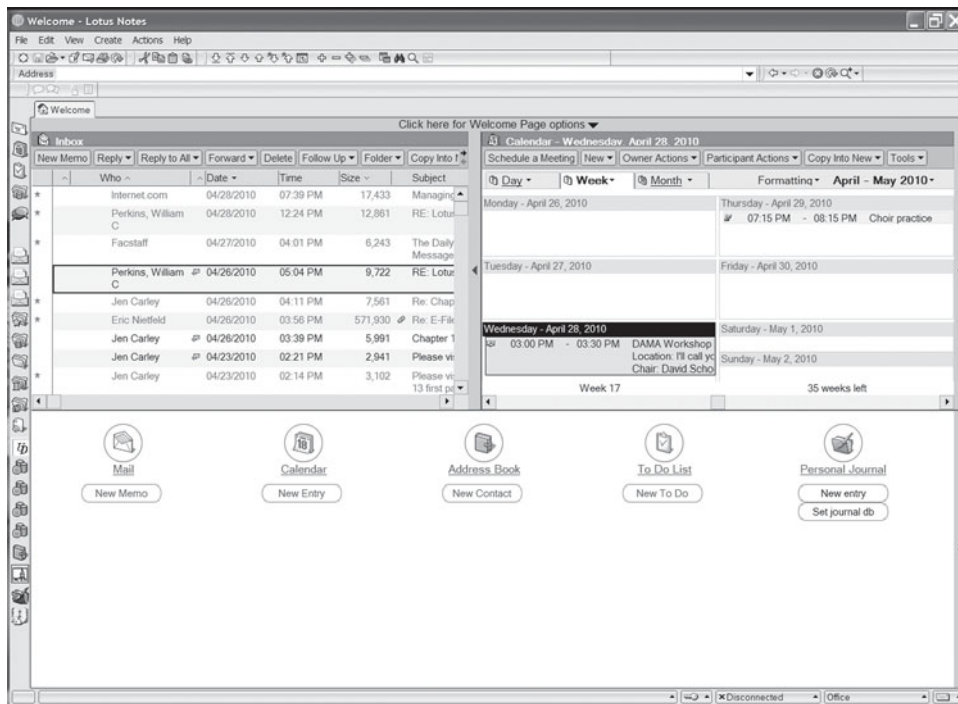 Welcome - Lotus Notes
File Edit View Create Actions Help
Address
Welcome
Click here for Welcome Page options
Inbox
New Memo Reply Reply to All Forward Delete Follow Up Folder Copy Into
Who Date Time Size Subject
Internet.com 04/28/2010 07:39 PM 17,433 Managing
Perkins, William C 04/28/2010 12:24 PM 12,861 RE: Lotu
Facstaff 04/27/2010 04:01 PM 6,243 The Daily Message
Perkins, William C 04/26/2010 05:04 PM 9,722 RE: Lotu
Jen Carley 04/26/2010 04:11 PM 7,561 Re: Chap
Eric Nietfeld 04/26/2010 03:56 PM 571,930 Re: E-File
Jen Carley 04/26/2010 03:39 PM 5,991 Chapter 1
Jen Carley 04/23/2010 02:21 PM 2,941 Please vi
Jen Carley 04/23/2010 02:14 PM 3,102 Please vi
13 first pa
Calendar - Wednesday April 28, 2010
Schedule a Meeting New Owner Actions Participant Actions Copy Into New Tools
Day Week Month Formatting April - May 2010
Monday - April 26, 2010
Thursday - April 29, 2010
07:15 PM - 08:15 PM Choir practice
Tuesday - April 27, 2010
Friday - April 30, 2010
Wednesday - April 28, 2010
03:00 PM - 03:30 PM DAMA Workshop
Location: I'll call yo
Chair: David Scho
Saturday - May 1, 2010
Sunday - May 2, 2010
Week 17
35 weeks left
Mail Calendar Address Book To Do List Personal Journal
New Memo New Entry New Contact New To Do New entry
Set journal db
Disconnected Office